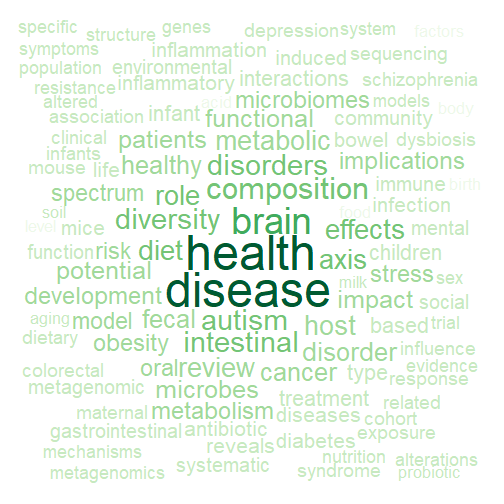 specific structure genes depression system factors
symptoms inflammation induced sequencing
population environmental interactions schizophrenia
resistance inflammatory microbiomes models
altered acid body
association infant functional community
clinical patients metabolic bowel dysbiosis
infants healthy disorders implications
mouse life
spectrum role composition immune birth
soil diversity brain food infection
level mice effects mental
function risk diet health axis children
potential disease milk stress sex
development impact social
aging model fecal autism host based trial
dietary obesity intestinal disorder influence
colorectal oral review cancer type evidence
metagenomic microbes response
maternal metabolism treatment related
diseases cohort
gastrointestinal antibiotic diabetes exposure
mechanisms reveals nutrition alterations
metagenomics systematic syndrome probiotic